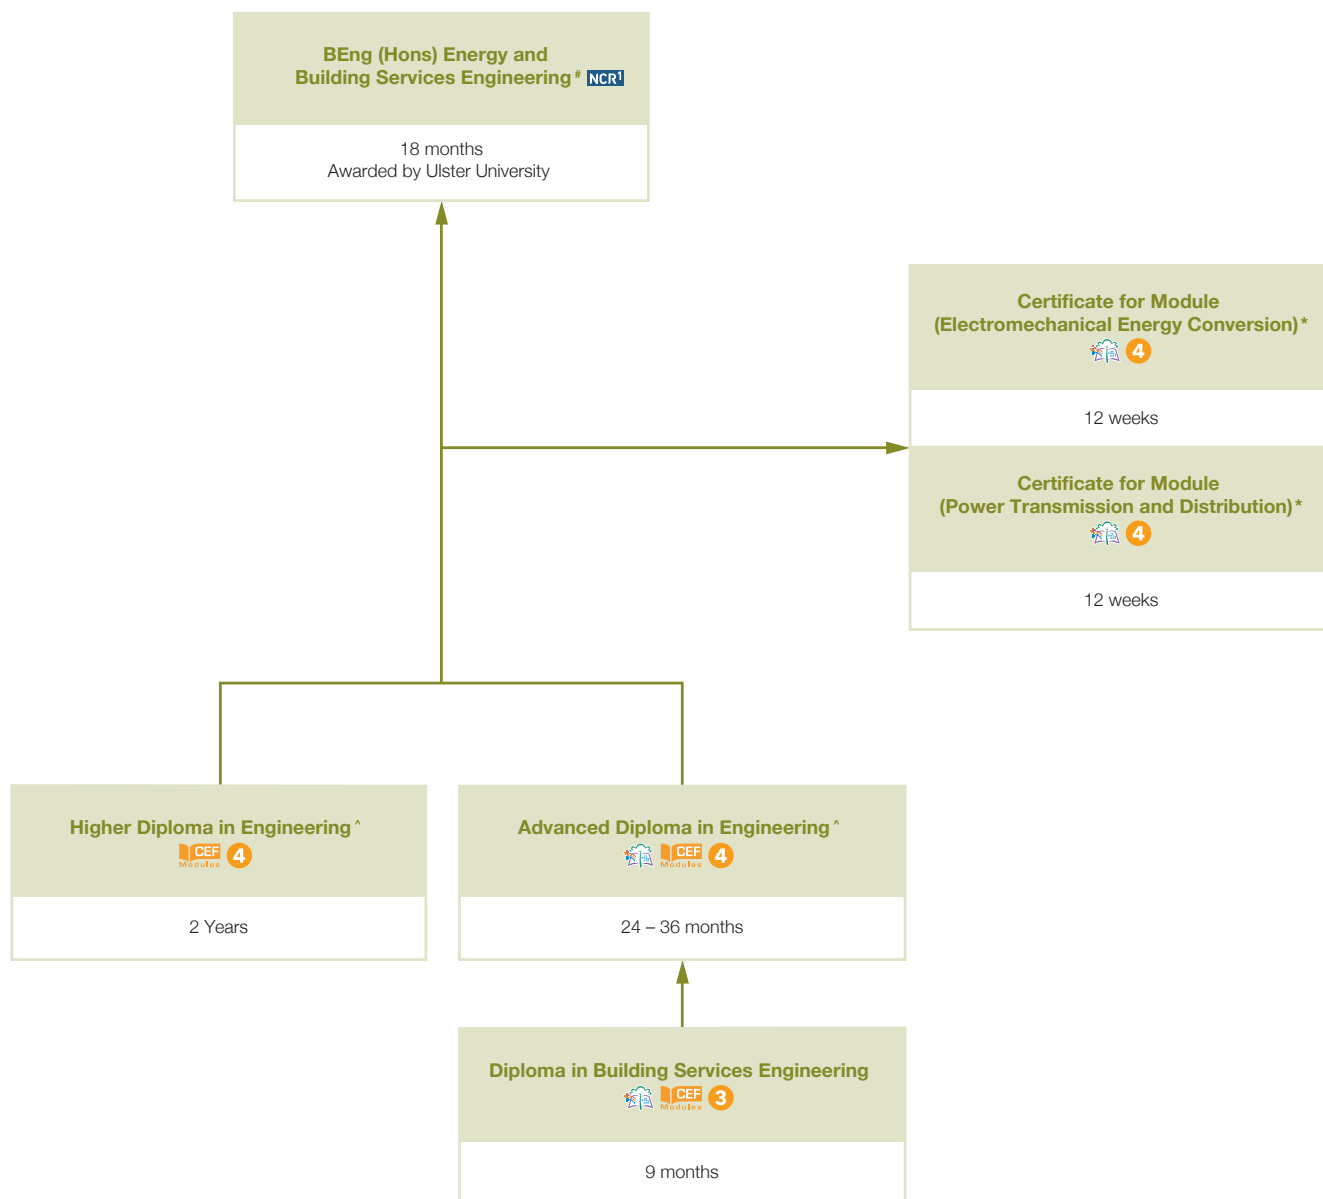 BEng (Hons) Energy and
Building Services Engineering # NCR1
18 months
Awarded by Ulster University
Certificate for Module
(Electromechanical Energy Conversion) *
4
12 weeks
Certificate for Module
(Power Transmission and Distribution) *
4
12 weeks
Higher Diploma in Engineering ^
CEF
Modules
4
2 Years
Advanced Diploma in Engineering ^
CEF
Modules
4
24 – 36 months
Diploma in Building Services Engineering
CEF
Modules
3
9 months